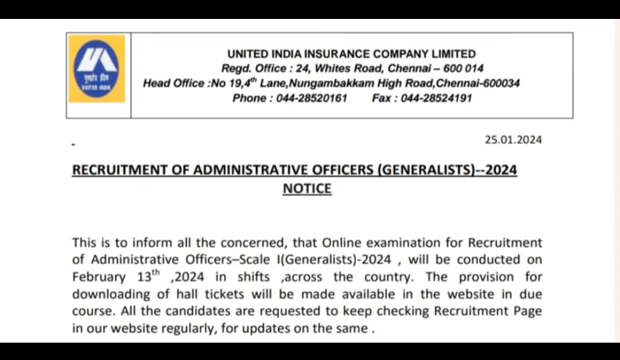 UNITED INDIA INSURANCE COMPANY LIMITED
Regd. Office : 24, Whites Road, Chennai – 600 014
Head Office :No 19,4th Lane,Nungambakkam High Road,Chennai-600034
Phone : 044-28520161 Fax : 044-28524191
UNITED INDIA
25.01.2024
RECRUITMENT OF ADMINISTRATIVE OFFICERS (GENERALISTS)--2024
NOTICE
This is to inform all the concerned, that Online examination for Recruitment
of Administrative Officers–Scale I(Generalists)-2024 , will be conducted on
February 13th ,2024 in shifts ,across the country. The provision for
downloading of hall tickets will be made available in the website in due
course. All the candidates are requested to keep checking Recruitment Page
in our website regularly, for updates on the same .